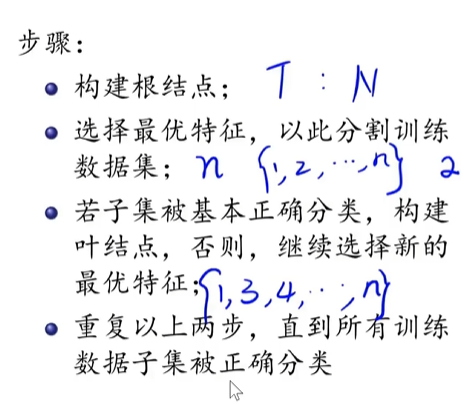 步骤：
构建根结点； T : N
选择最优特征，以此分割训练
数据集； n {1,2,⋯,n} 2
若子集被基本正确分类，构建
叶结点，否则，继续选择新的
最优特征； {1,3,4,⋯,n}
重复以上两步，直到所有训练
数据子集被正确分类